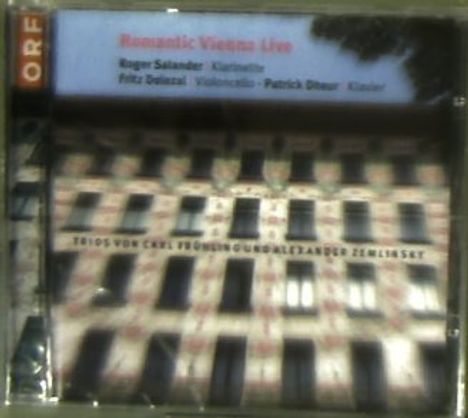 ORF
Romantic Vienna Live
Roger Salander Klarinette
Fritz Dolezal Violoncello - Patrick Dheur Klavier
TRIOS VON CARL FRÜHLING UND ALEXANDER ZEMLINSKY